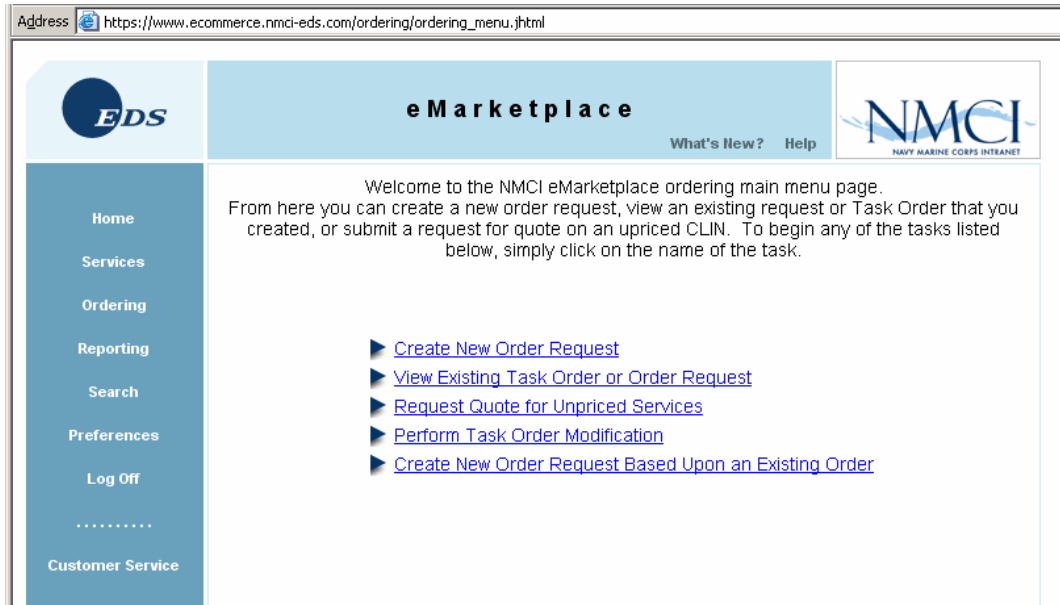 Address https://www.ecommerce.nmci-eds.com/ordering/ordering_menu.jhtml
EDS
eMarketplace
What's New? Help
NMCI
NAVY MARINE CORPS INTRANET
Home
Services
Ordering
Reporting
Search
Preferences
Log Off
..........
Customer Service
Welcome to the NMCI eMarketplace ordering main menu page.
From here you can create a new order request, view an existing request or Task Order that you
created, or submit a request for quote on an upriced CLIN. To begin any of the tasks listed
below, simply click on the name of the task.
Create New Order Request
View Existing Task Order or Order Request
Request Quote for Unpriced Services
Perform Task Order Modification
Create New Order Request Based Upon an Existing Order